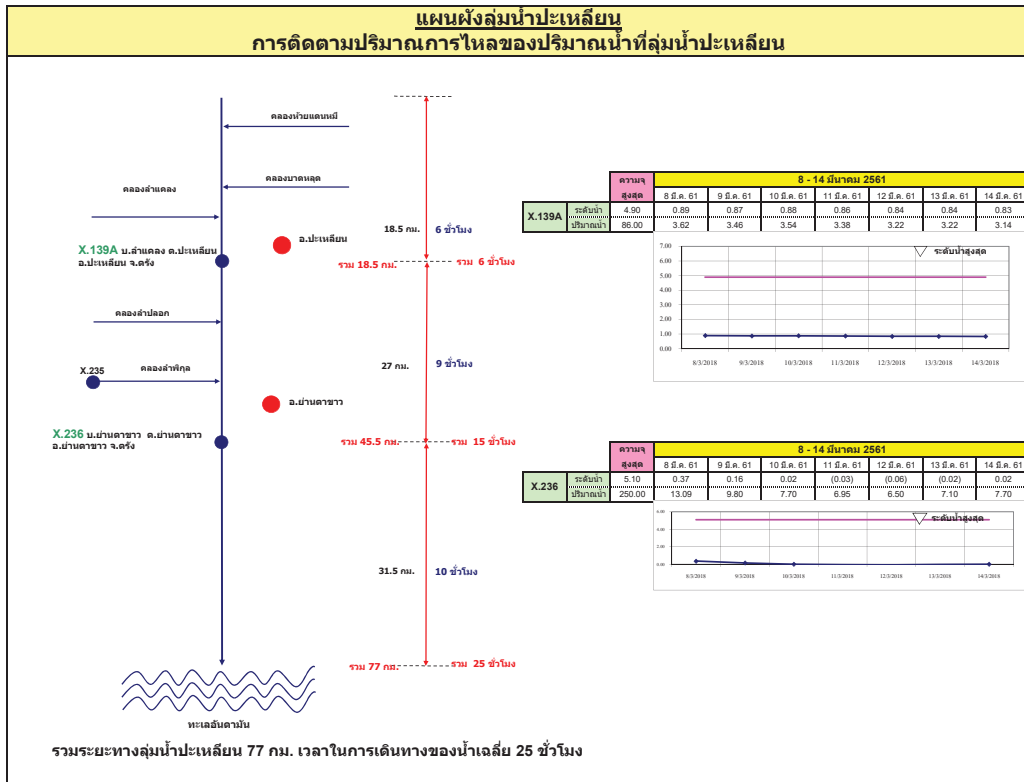 แผนผังลุ่มน้ำปะเหลียน
การติดตามปริมาณการไหลของปริมาณน้ำที่ลุ่มน้ำปะเหลียน
คลองห้วยแดนหมี
คลองบาดหลุด
คลองลำแคลง
18.5 กม. 6 ชั่วโมง
อ.ปะเหลียน
X.139A บ.ลำแคลง ต.ปะเหลียน
อ.ปะเหลียน จ.ตรัง
รวม 18.5 กม. รวม 6 ชั่วโมง
คลองลำปลอก
X.235 คลองลำพิกุล
27 กม. 9 ชั่วโมง
อ.ย่านตาขาว
X.236 บ.ย่านตาขาว ต.ย่านตาขาว
อ.ย่านตาขาว จ.ตรัง
รวม 45.5 กม. รวม 15 ชั่วโมง
31.5 กม. 10 ชั่วโมง
รวม 77 กม. รวม 25 ชั่วโมง
ทะเลอันดามัน
รวมระยะทางลุ่มน้ำปะเหลียน 77 กม. เวลาในการเดินทางของน้ำเฉลี่ย 25 ชั่วโมง
ความจุสูงสุด 8 - 14 มีนาคม 2561
8 มี.ค. 61 9 มี.ค. 61 10 มี.ค. 61 11 มี.ค. 61 12 มี.ค. 61 13 มี.ค. 61 14 มี.ค. 61
X.139A ระดับน้ำ 4.90 0.89 0.87 0.88 0.86 0.84 0.84 0.83
ปริมาณน้ำ 86.00 3.62 3.46 3.54 3.38 3.22 3.22 3.14
ระดับน้ำสูงสุด
7.00
6.00
5.00
4.00
3.00
2.00
1.00
0.00
8/3/2018 9/3/2018 10/3/2018 11/3/2018 12/3/2018 13/3/2018 14/3/2018
ความจุสูงสุด 8 - 14 มีนาคม 2561
8 มี.ค. 61 9 มี.ค. 61 10 มี.ค. 61 11 มี.ค. 61 12 มี.ค. 61 13 มี.ค. 61 14 มี.ค. 61
X.236 ระดับน้ำ 5.10 0.37 0.16 0.02 (0.03) (0.06) (0.02) 0.02
ปริมาณน้ำ 250.00 13.09 9.80 7.70 6.95 6.50 7.10 7.70
ระดับน้ำสูงสุด
6.00
4.00
2.00
0.00
8/3/2018 9/3/2018 10/3/2018 11/3/2018 12/3/2018 13/3/2018 14/3/2018